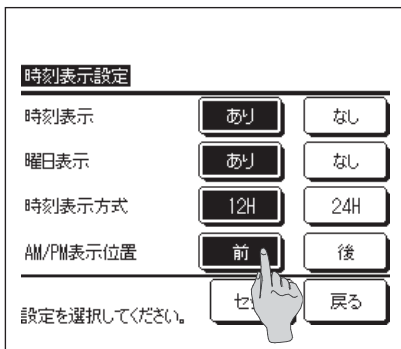 時刻表示設定
時刻表示 あり なし
曜日表示 あり なし
時刻表示方式 12H 24H
AM/PM表示位置 前 後
設定を選択してください。 セ 戻る